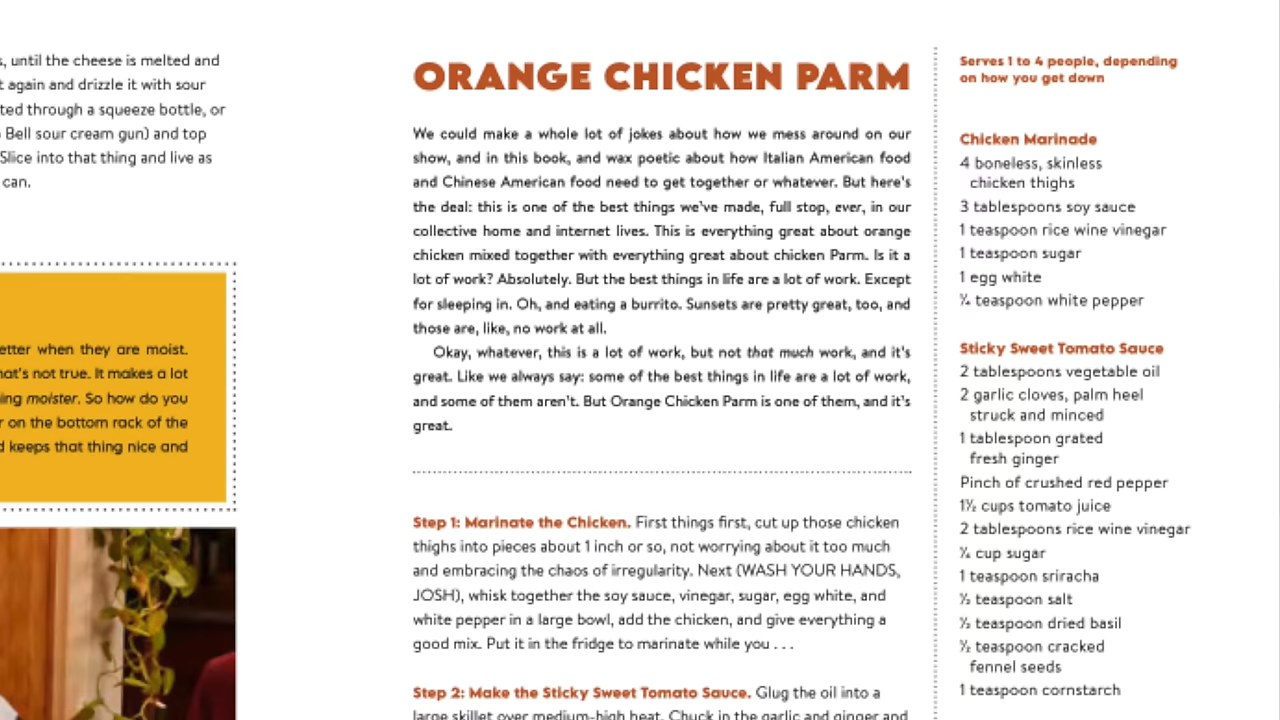 s, until the cheese is melted and
t again and drizzle it with sour
ted through a squeeze bottle, or
Bell sour cream gun) and top
Slice into that thing and live as
can.
etter when they are moist.
nat's not true. It makes a lot
ing moister. So how do you
r on the bottom rack of the
d keeps that thing nice and
ORANGE CHICKEN PARM
We could make a whole lot of jokes about how we mess around on our
show, and in this book, and wax poetic about how Italian American food
and Chinese American food need to get together or whatever. But here's
the deal: this is one of the best things we've made, full stop, ever, in our
collective home and internet lives. This is everything great about orange
chicken mixed together with everything great about chicken Parm. Is it a
lot of work? Absolutely. But the best things in life are a lot of work. Except
for sleeping in. Oh, and eating a burrito. Sunsets are pretty great, too, and
those are, like, no work at all.
Okay, whatever, this is a lot of work, but not that much work, and it's
great. Like we always say: some of the best things in life are a lot of work,
and some of them aren't. But Orange Chicken Parm is one of them, and it's
great.
Step 1: Marinate the Chicken. First things first, cut up those chicken
thighs into pieces about 1 inch or so, not worrying about it too much
and embracing the chaos of irregularity. Next (WASH YOUR HANDS,
JOSH), whisk together the soy sauce, vinegar, sugar, egg white, and
white pepper in a large bowl, add the chicken, and give everything a
good mix. Put it in the fridge to marinate while you . . .
Step 2: Make the Sticky Sweet Tomato Sauce. Glug the oil into a
large skillet over medium-high heat. Chuck in the garlic and ginger and
Serves 1 to 4 people, depending
on how you get down
Chicken Marinade
4 boneless, skinless
chicken thighs
3 tablespoons soy sauce
1 teaspoon rice wine vinegar
1 teaspoon sugar
1 egg white
¼ teaspoon white pepper
Sticky Sweet Tomato Sauce
2 tablespoons vegetable oil
2 garlic cloves, palm heel
struck and minced
1 tablespoon grated
fresh ginger
Pinch of crushed red pepper
1½ cups tomato juice
2 tablespoons rice wine vinegar
¼ cup sugar
1 teaspoon sriracha
½ teaspoon salt
½ teaspoon dried basil
½ teaspoon cracked
fennel seeds
1 teaspoon cornstarch